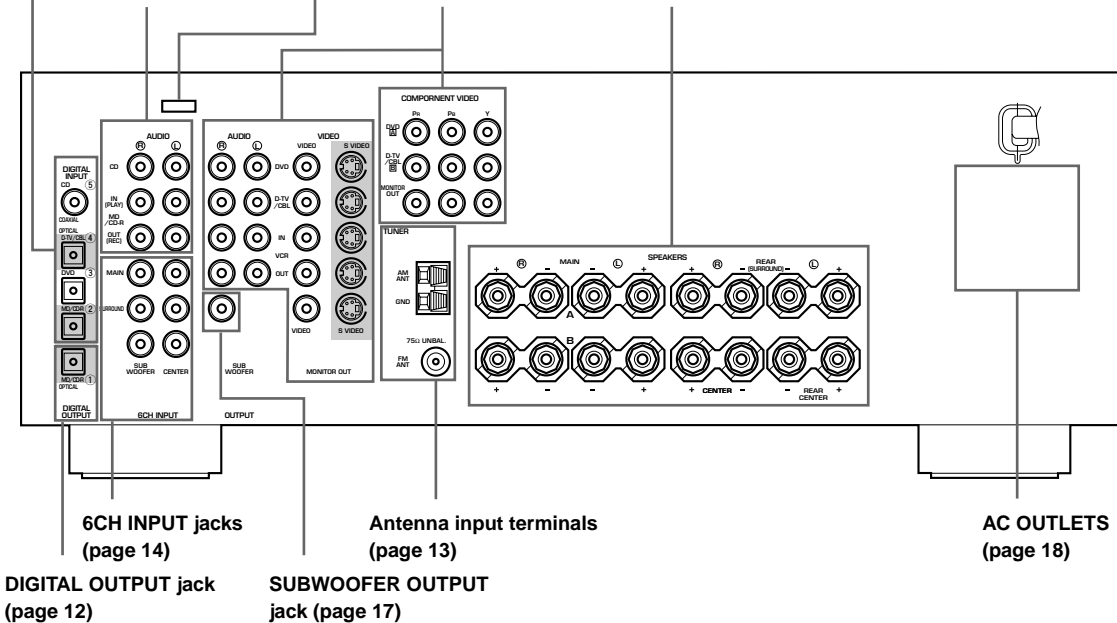 COMPORNENT VIDEO
PR PB Y
DVD
A
D-TV
/CBL
B
MONITOR
OUT
AUDIO
R L
CD
IN
(PLAY)
MD
/CD-R
OUT
(REC)
AUDIO VIDEO
R L VIDEO S VIDEO
DVD
D-TV
/CBL
IN
VCR
OUT
VIDEO S VIDEO
MONITOR OUT
DIGITAL
INPUT
CD 5
COAXIAL
OPTICAL
D-TV/CBL 4
DVD 3
MD/CD-R 2
MD/CD-R 1
OPTICAL
DIGITAL
OUTPUT
MAIN
SURROUND
SUB
WOOFER CENTER
6CH INPUT
SUB
WOOFER
OUTPUT
TUNER
AM
ANT
GND
75Ω UNBAL.
FM
ANT
SPEAKERS
R MAIN L R REAR
(SURROUND) L
+ - - + + - - +
A
B
+ - - + + CENTER - - REAR
CENTER +
6CH INPUT jacks
(page 14)
Antenna input terminals
(page 13)
AC OUTLETS
(page 18)
DIGITAL OUTPUT jack
(page 12)
SUBWOOFER OUTPUT
jack (page 17)